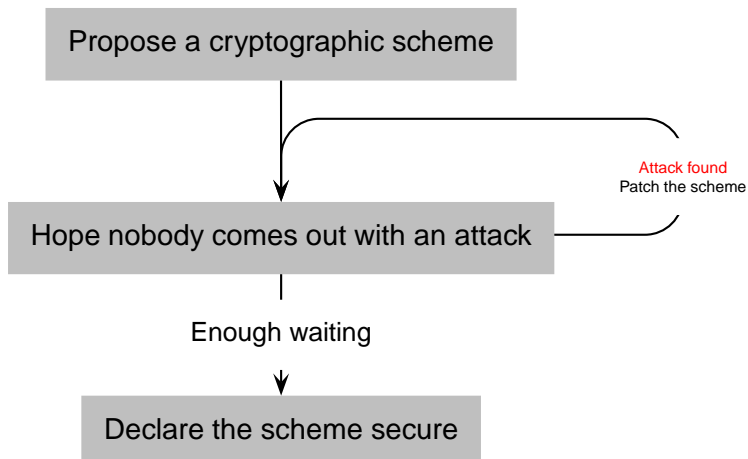 Propose a cryptographic scheme
Attack found
Patch the scheme
Hope nobody comes out with an attack
Enough waiting
Declare the scheme secure